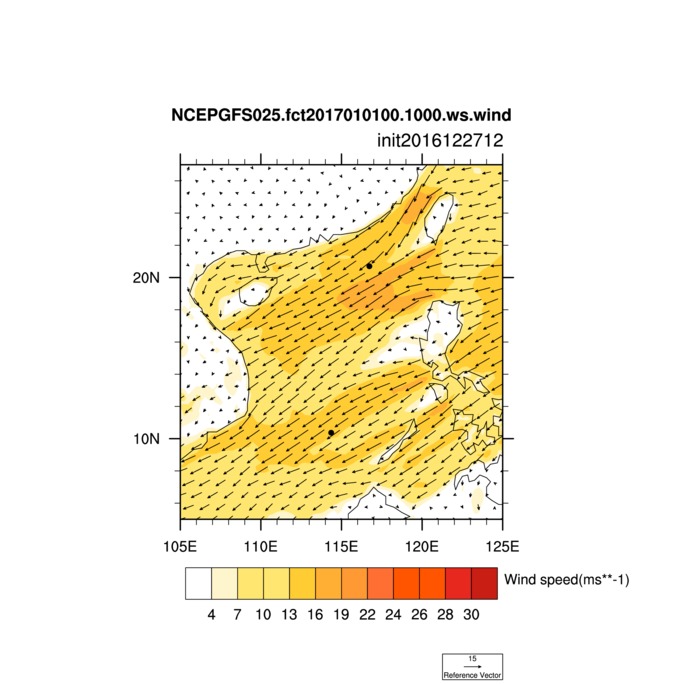 NCEPGFS025.fct2017010100.1000.ws.wind
init2016122712
20N
10N
105E 110E 115E 120E 125E
Wind speed(ms**-1)
4 7 10 13 16 19 22 24 26 28 30
15
Reference Vector